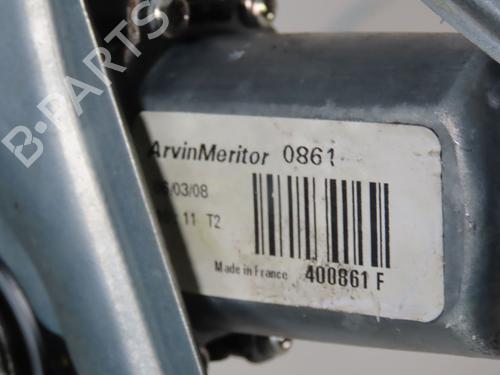 B-PARTS
ArvinMeritor 0861
/03/08
11 T2
Made in France 400861 F